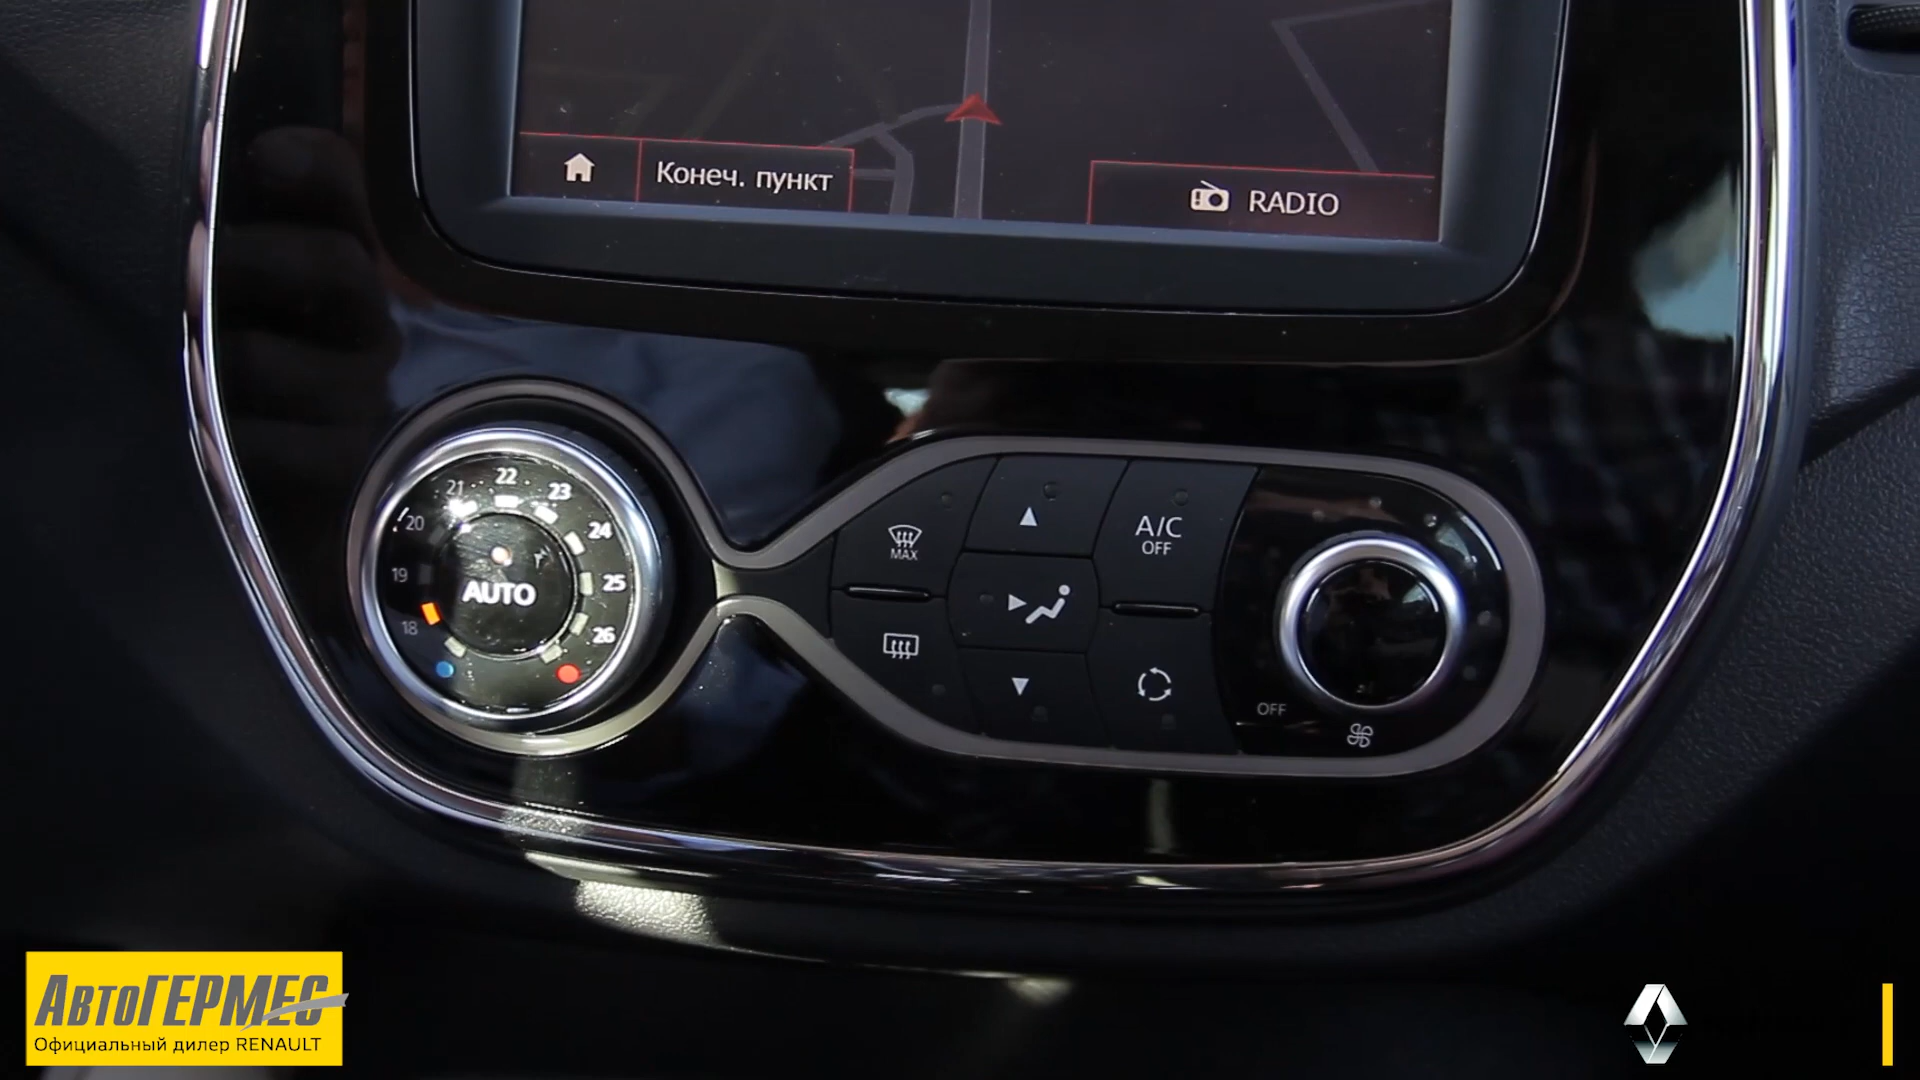 Конеч. пункт
RADIO
22
21
23
20
24
19
25
18
26
AUTO
MAX
A/C
OFF
OFF
АвтоГЕРМЕС
Официальный дилер RENAULT